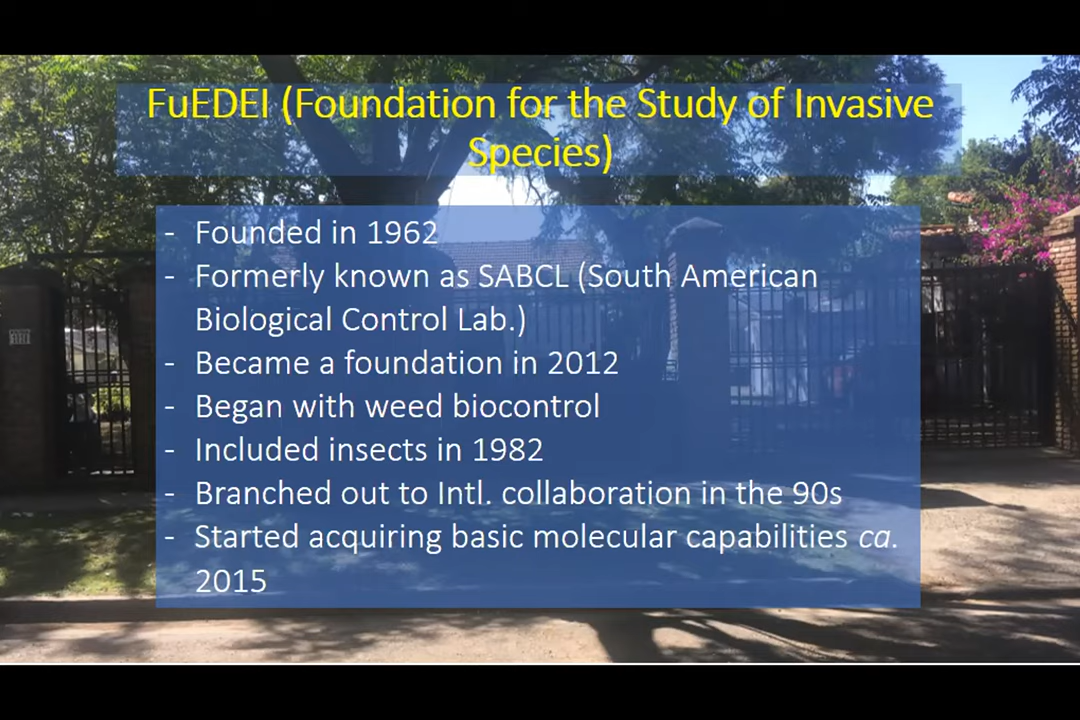 FuEDEI (Foundation for the Study of Invasive
Species)
- Founded in 1962
- Formerly known as SABCL (South American
Biological Control Lab.)
- Became a foundation in 2012
- Began with weed biocontrol
- Included insects in 1982
- Branched out to Intl. collaboration in the 90s
- Started acquiring basic molecular capabilities ca.
2015